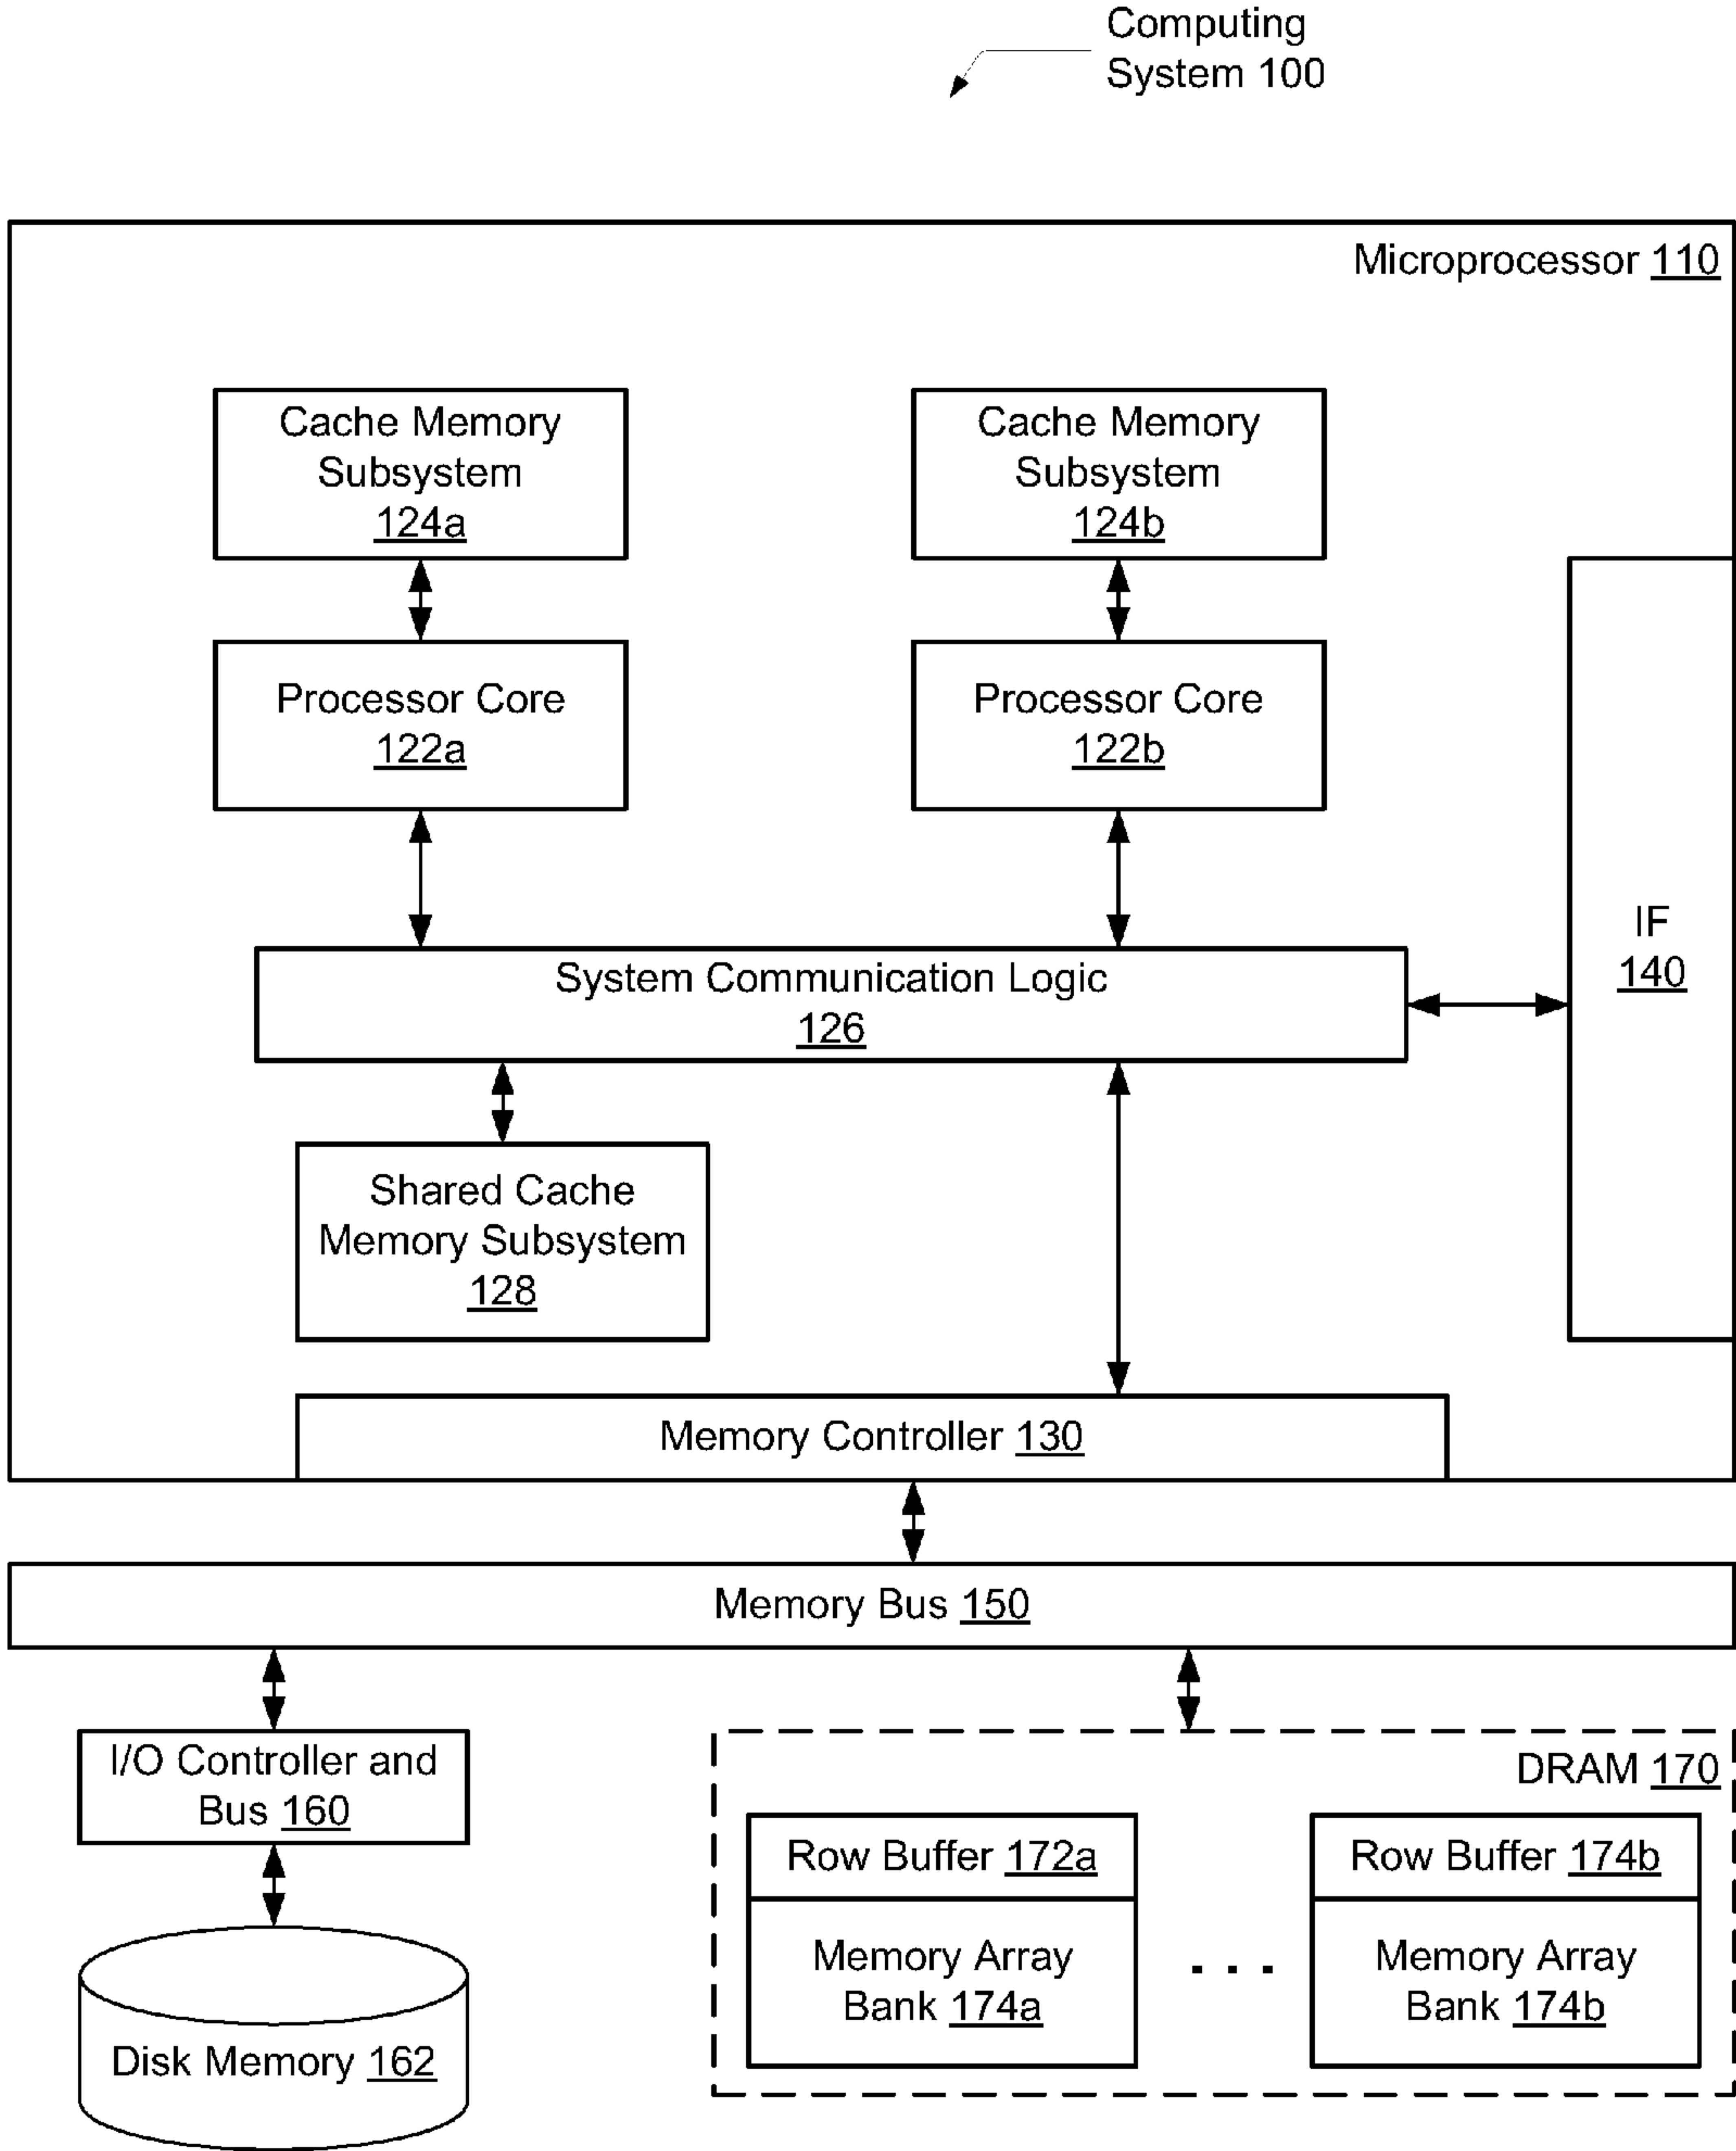 Computing
System 100
Microprocessor 110
Cache Memory
Subsystem
124a
Cache Memory
Subsystem
124b
Processor Core
122a
Processor Core
122b
IF
140
System Communication Logic
126
Shared Cache
Memory Subsystem
128
Memory Controller 130
Memory Bus 150
I/O Controller and
Bus 160
DRAM 170
Row Buffer 172a
Row Buffer 174b
Memory Array
Bank 174a
. . .
Memory Array
Bank 174b
Disk Memory 162